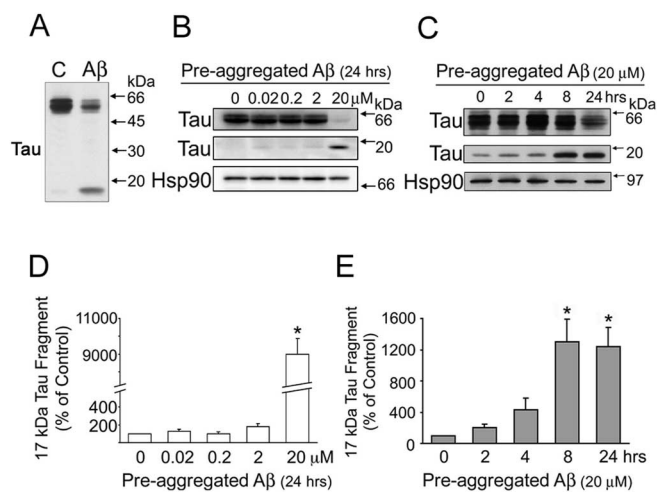 A
C Aβ
kDa
66
45
Tau
30
20
B
Pre-aggregated Aβ (24 hrs)
0 0.02 0.2 2 20 μM
kDa
Tau 66
Tau 20
Hsp90 66
C
Pre-aggregated Aβ (20 μM)
0 2 4 8 24 hrs
kDa
Tau 66
Tau 20
Hsp90 97
D
17 kDa Tau Fragment
(% of Control)
11000
9000
400
200
*
0 0.02 0.2 2 20 μM
Pre-aggregated Aβ (24 hrs)
E
17 kDa Tau Fragment
(% of Control)
1600
1200
800
400
0
* *
0 2 4 8 24 hrs
Pre-aggregated Aβ (20 μM)